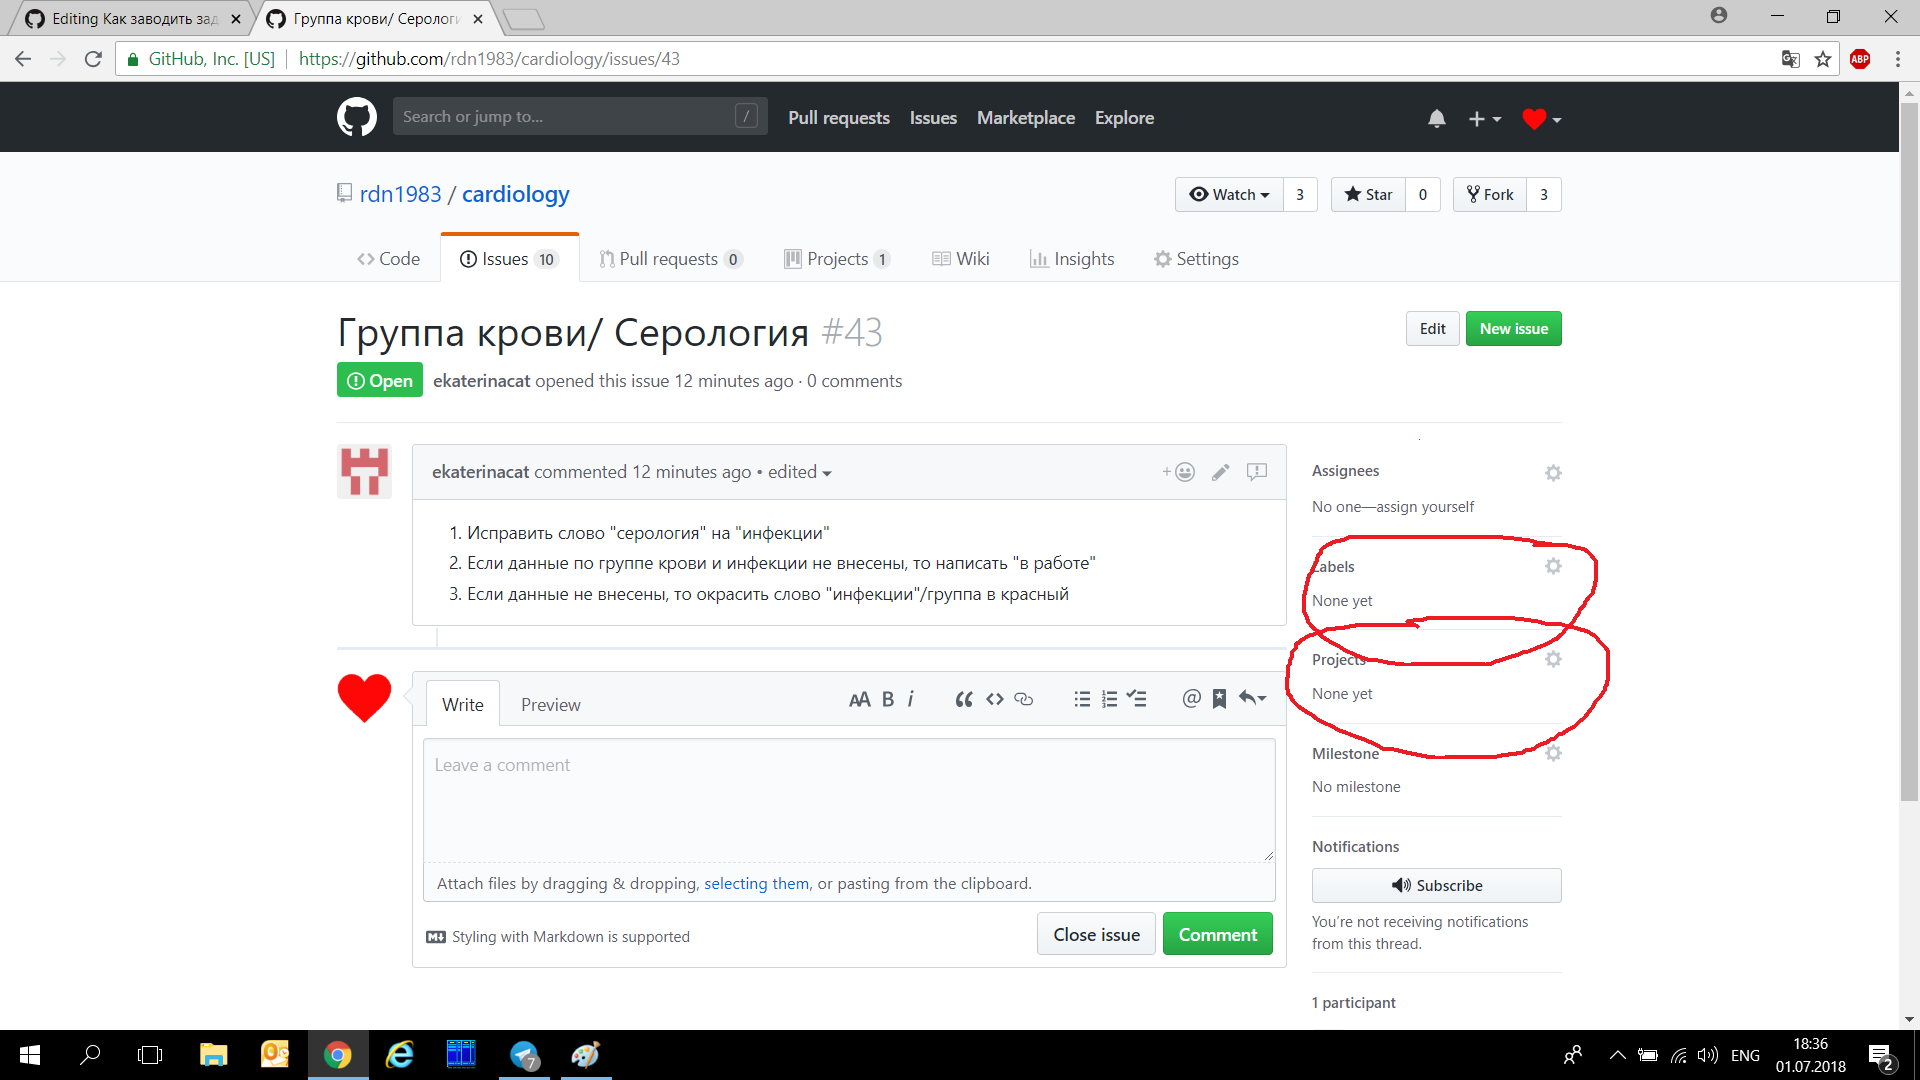 Editing Как заводить зад
Группа крови/ Серологи
GitHub, Inc. [US]
https://github.com/rdn1983/cardiology/issues/43
ABP
Search or jump to...
/
Pull requests
Issues
Marketplace
Explore
rdn1983 / cardiology
Watch 3
Star 0
Fork 3
Code
Issues 10
Pull requests 0
Projects 1
Wiki
Insights
Settings
Группа крови/ Серология #43
Edit
New issue
Open
ekaterinacat opened this issue 12 minutes ago · 0 comments
ekaterinacat commented 12 minutes ago • edited
1. Исправить слово "серология" на "инфекции"
2. Если данные по группе крови и инфекции не внесены, то написать "в работе"
3. Если данные не внесены, то окрасить слово "инфекции"/группа в красный
Write
Preview
AA B i
Leave a comment
Attach files by dragging & dropping, selecting them, or pasting from the clipboard.
Styling with Markdown is supported
Close issue
Comment
Assignees
No one—assign yourself
Labels
None yet
Projects
None yet
Milestone
No milestone
Notifications
Subscribe
You're not receiving notifications
from this thread.
1 participant
7
ENG
18:36
01.07.2018
2